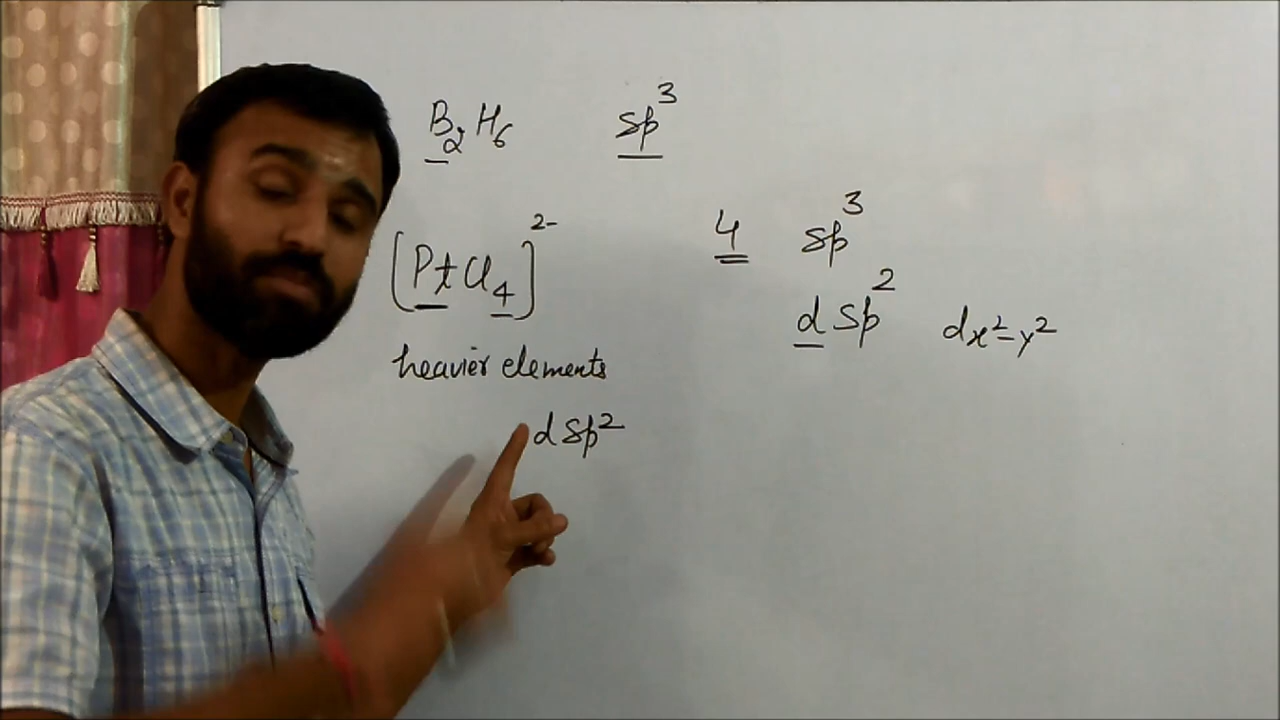 B₂H₆ sp³
[PtCl₄]²⁻ 4 sp³
dsp² dx²-y²
heavier elements
dsp²